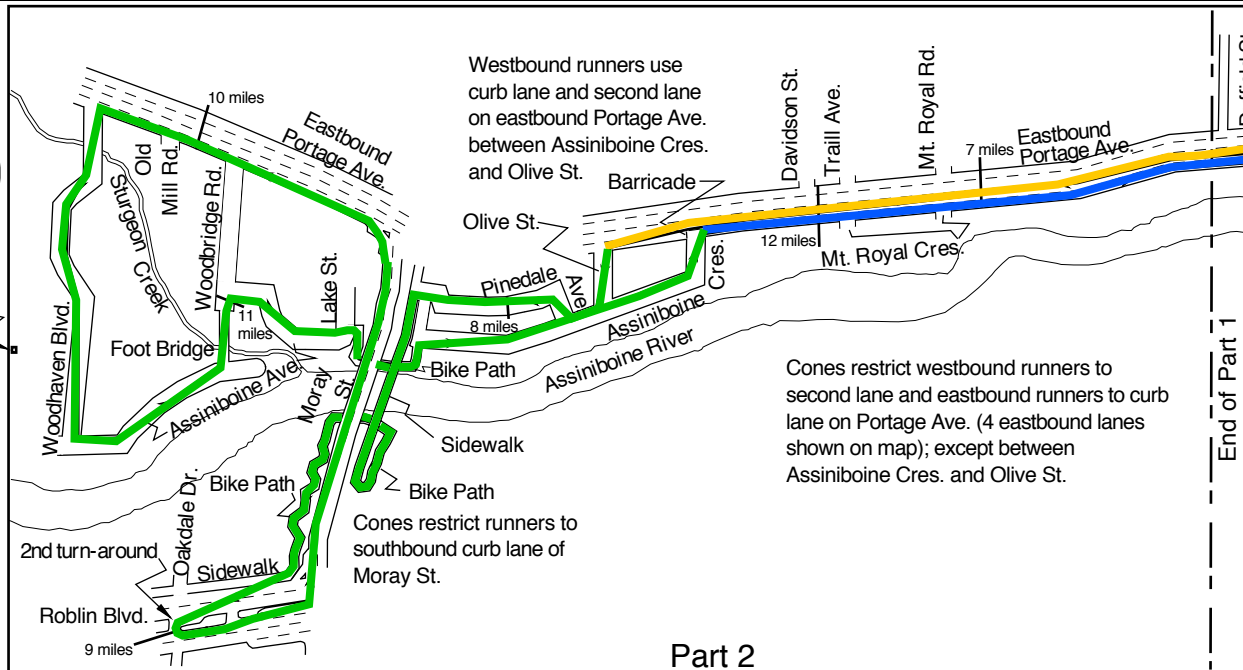 Westbound runners use
curb lane and second lane
on eastbound Portage Ave.
between Assiniboine Cres.
and Olive St.
10 miles
Eastbound
Portage Ave.
Old
Mill Rd.
Woodbridge Rd.
Sturgeon Creek
Woodhaven Blvd.
11
miles
Lake St.
Foot Bridge
Assiniboine Ave.
Moray
St.
Barricade
Olive St.
Davidson St.
Traill Ave.
Mt. Royal Rd.
7 miles
Eastbound
Portage Ave.
12 miles
Mt. Royal Cres.
Pinedale
Ave
8 miles
Assiniboine
Cres.
Assiniboine River
Bike Path
Sidewalk
Bike Path
Bike Path
Cones restrict westbound runners to
second lane and eastbound runners to curb
lane on Portage Ave. (4 eastbound lanes
shown on map); except between
Assiniboine Cres. and Olive St.
End of Part 1
Cones restrict runners to
southbound curb lane of
Moray St.
Oakdale Dr.
2nd turn-around
Sidewalk
Roblin Blvd.
9 miles
Part 2